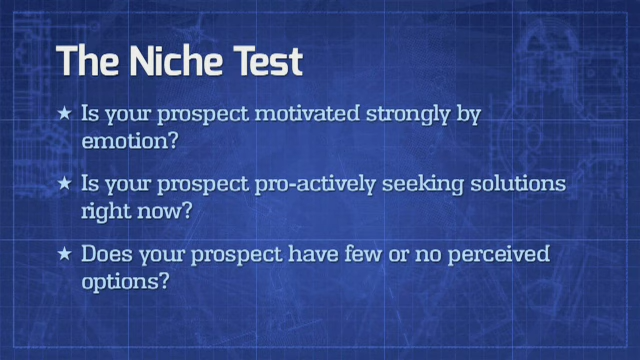 The Niche Test
★ Is your prospect motivated strongly by
emotion?
★ Is your prospect pro-actively seeking solutions
right now?
★ Does your prospect have few or no perceived
options?